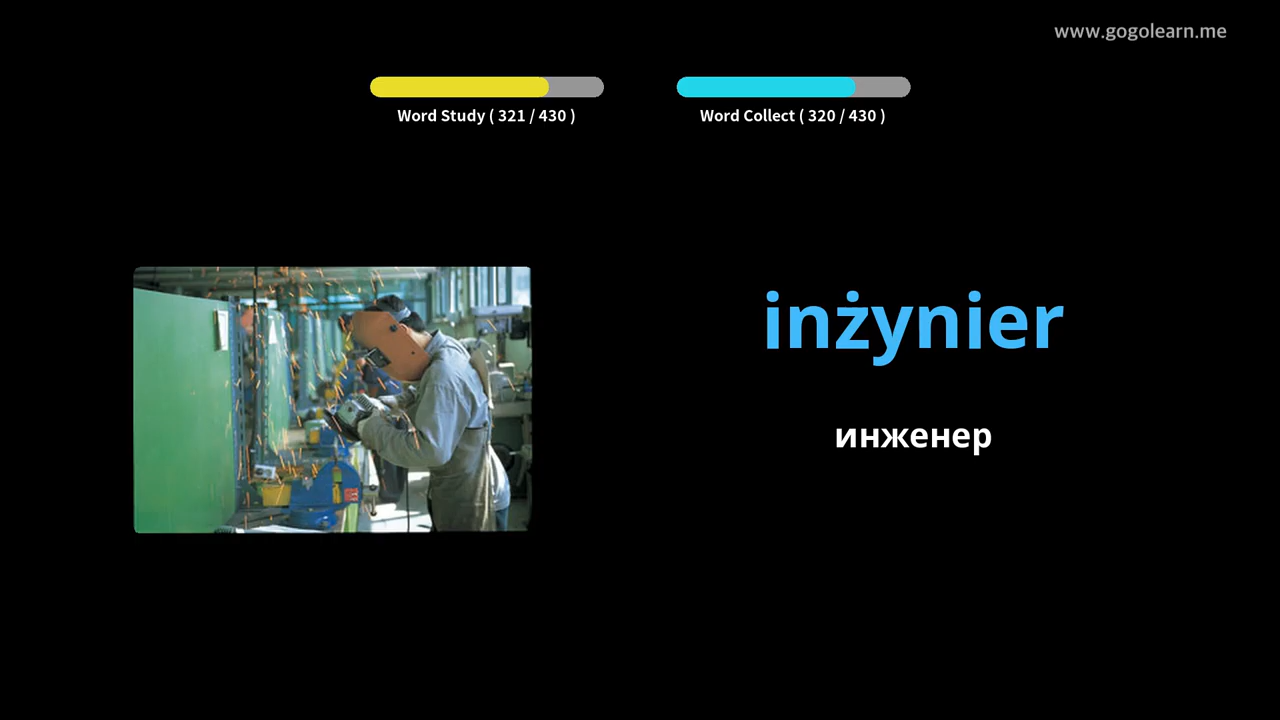 www.gogolearn.me
Word Study ( 321 / 430 )
Word Collect ( 320 / 430 )
inżynier
инженер